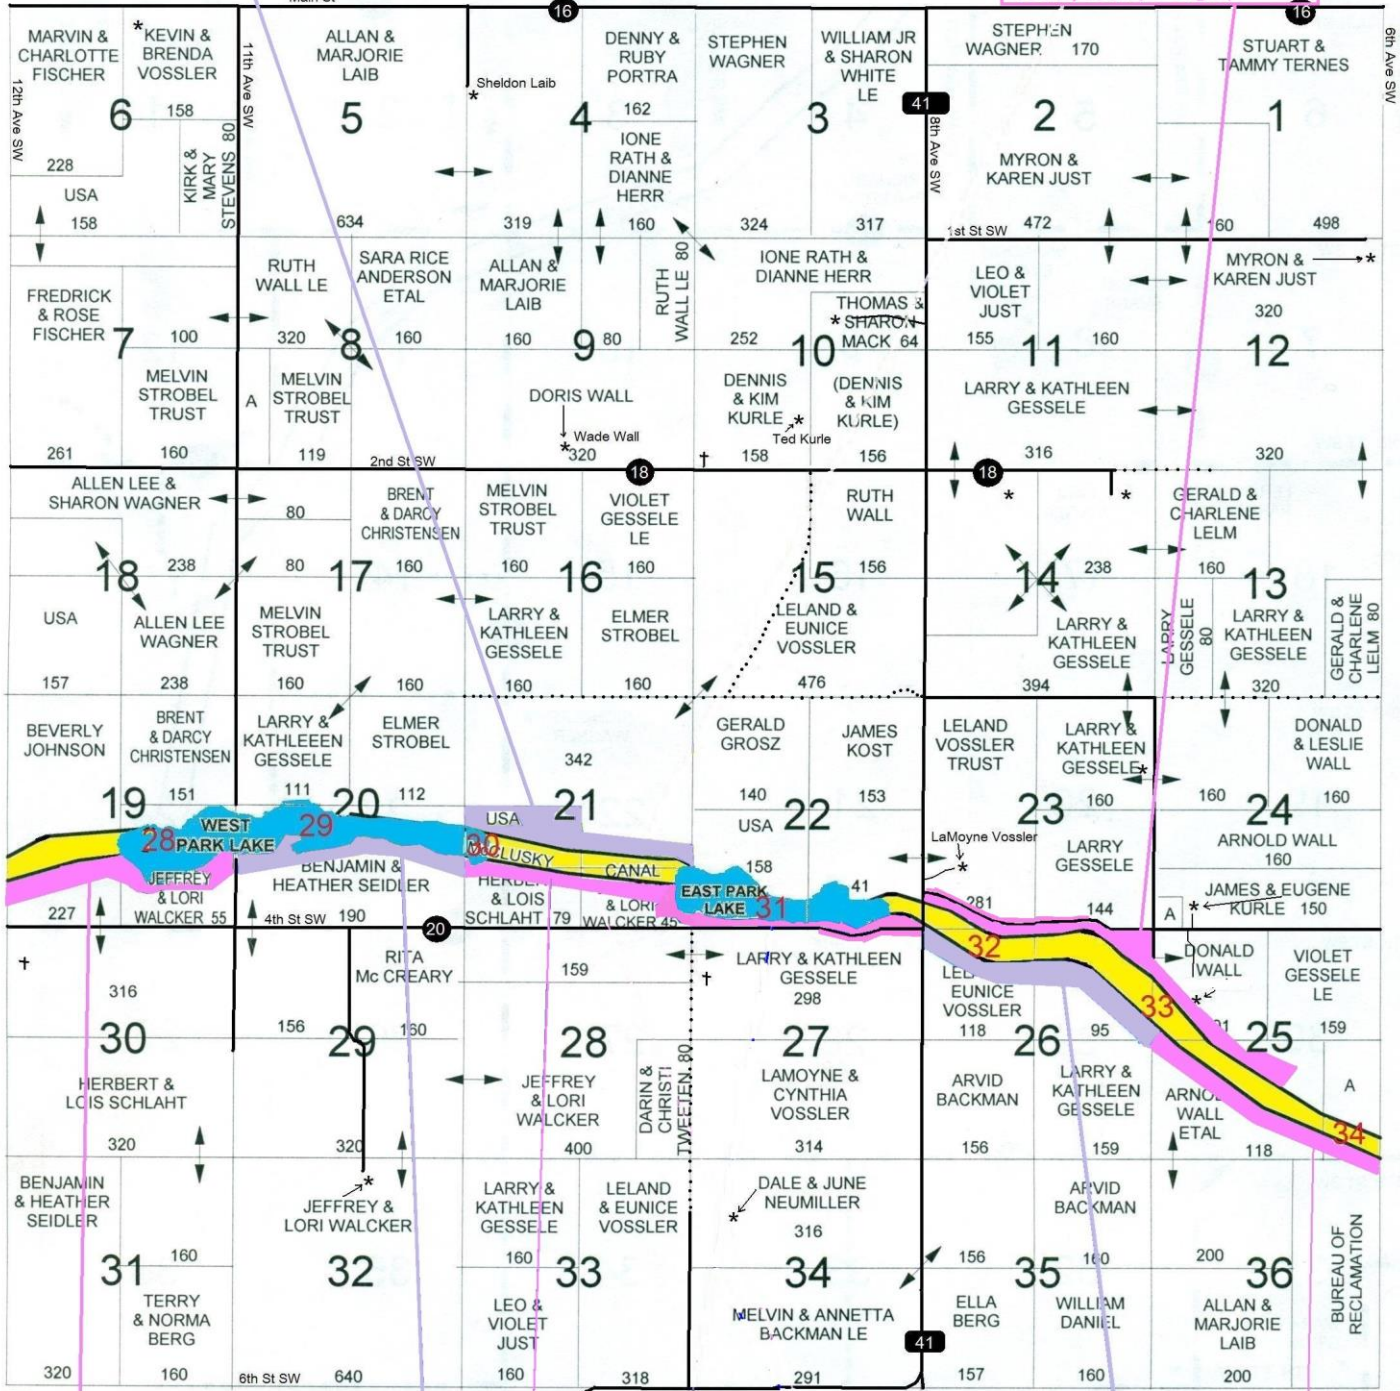 Main St
16
16
MARVIN &
CHARLOTTE
FISCHER
*
KEVIN &
BRENDA
VOSSLER
158
6
228
USA
158
KIRK &
MARY
STEVENS 80
12th Ave SW
11th Ave SW
ALLAN &
MARJORIE
LAIB
5
634
Sheldon Laib
*
4
319
DENNY &
RUBY
PORTRA
162
IONE
RATH &
DIANNE
HERR
160
STEPHEN
WAGNER
324
WILLIAM JR
& SHARON
WHITE
LE
3
317
41
8th Ave SW
STEPHEN
WAGNER 170
2
MYRON &
KAREN JUST
472
1st St SW
STUART &
TAMMY TERNES
1
160
498
6th Ave SW
FREDRICK
& ROSE
FISCHER
7
100
MELVIN
STROBEL
TRUST
261
160
RUTH
WALL LE
320
8
A
MELVIN
STROBEL
TRUST
119
SARA RICE
ANDERSON
ETAL
160
2nd St SW
ALLAN &
MARJORIE
LAIB
160
9
80
RUTH
WALL LE 80
DORIS WALL
Wade Wall
*
320
18
IONE RATH &
DIANNE HERR
252
THOMAS &
* SHARON
MACK 64
10
DENNIS
& KIM
KURLE
(DENNIS
& KIM
KURLE)
*
Ted Kurle
†
158
156
LEO &
VIOLET
JUST
155
11
160
LARRY & KATHLEEN
GESSELE
316
18
MYRON &
KAREN JUST
*
320
12
320
ALLEN LEE &
SHARON WAGNER
18
238
USA
ALLEN LEE
WAGNER
157
238
80
80
17
BRENT
& DARCY
CHRISTENSEN
160
MELVIN
STROBEL
TRUST
160
160
MELVIN
STROBEL
TRUST
160
16
VIOLET
GESSELE
LE
160
LARRY &
KATHLEEN
GESSELE
160
ELMER
STROBEL
160
RUTH
WALL
15
156
LELAND &
EUNICE
VOSSLER
476
*
*
14
238
LARRY &
KATHLEEN
GESSELE
394
GERALD &
CHARLENE
LELM
160
13
LARRY
GESSELE
80
LARRY &
KATHLEEN
GESSELE
320
GERALD &
CHARLENE
LELM 80
BEVERLY
JOHNSON
BRENT
& DARCY
CHRISTENSEN
19
151
28
WEST
PARK LAKE
JEFFREY
& LORI
WALCKER 55
227
LARRY &
KATHLEEEN
GESSELE
111
29
20
ELMER
STROBEL
112
BENJAMIN &
HEATHER SEIDLER
4th St SW
190
20
342
21
USA
30
CLUSKY
CANAL
& LOIS
SCHLAHT 79
& LORI
WALCKER 45
GERALD
GROSZ
140
USA
22
158
JAMES
KOST
153
EAST PARK
LAKE
31
41
LELAND
VOSSLER
TRUST
LARRY &
KATHLEEN
GESSELE
*
23
160
LaMoyne Vossler
*
LARRY
GESSELE
281
144
32
DONALD
& LESLIE
WALL
160
24
160
ARNOLD WALL
160
JAMES & EUGENE
KURLE 150
A
*
†
316
30
HERBERT &
LOIS SCHLAHT
320
RITA
Mc CREARY
156
29
160
320
159
28
JEFFREY
& LORI
WALCKER
400
DARIN &
CHRISTI
TWEETEN 80
LARRY & KATHLEEN
GESSELE
†
298
27
LAMOYNE &
CYNTHIA
VOSSLER
314
EUNICE
VOSSLER
118
26
95
ARVID
BACKMAN
156
LARRY &
KATHLEEN
GESSELE
159
DONALD
WALL
*
33
VIOLET
GESSELE
LE
25
159
WALL
ETAL
118
A
34
BENJAMIN
& HEATHER
SEIDLER
160
31
TERRY
& NORMA
BERG
320
160
*
JEFFREY &
LORI WALCKER
32
6th St SW
640
LARRY &
KATHLEEN
GESSELE
160
33
LELAND
& EUNICE
VOSSLER
LEO &
VIOLET
JUST
160
318
DALE & JUNE
NEUMILLER
*
316
34
MELVIN & ANNETTA
BACKMAN LE
291
41
ARVID
BACKMAN
156
35
160
ELLA
BERG
WILLIAM
DANIEL
157
160
200
36
ALLAN &
MARJORIE
LAIB
200
BUREAU OF
RECLAMATION